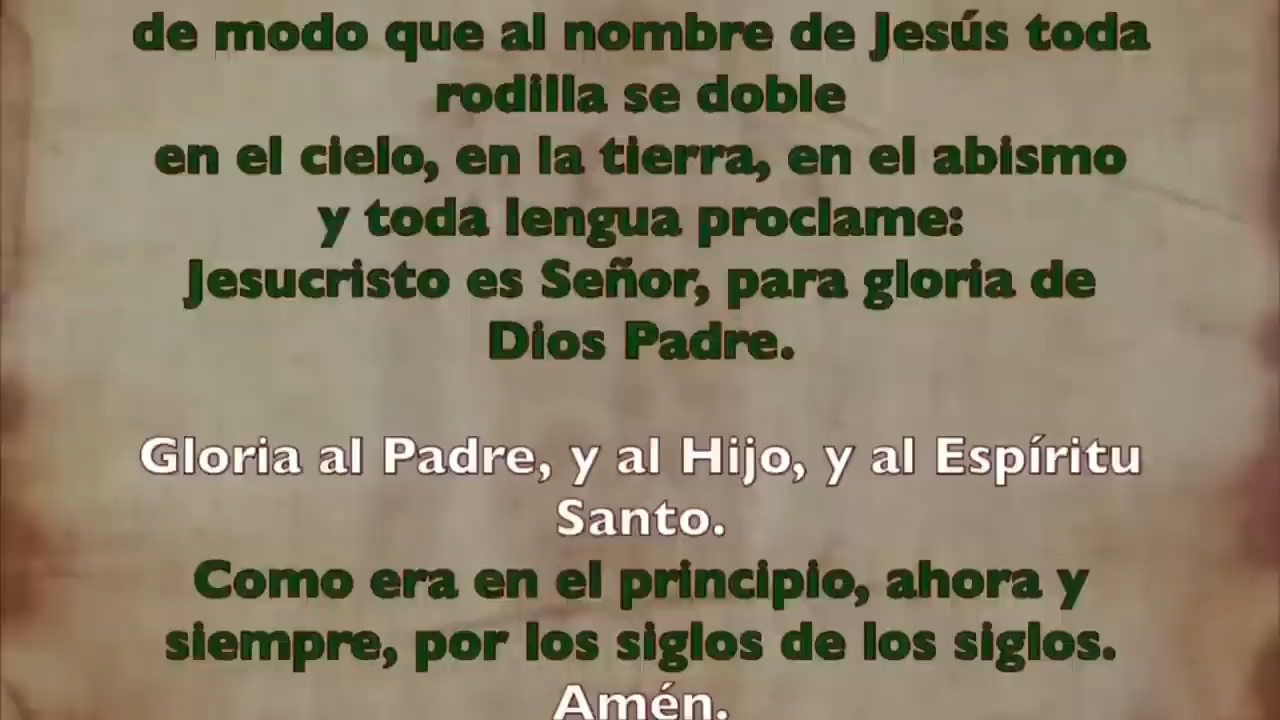 de modo que al nombre de Jesús toda
rodilla se doble
en el cielo, en la tierra, en el abismo
y toda lengua proclame:
Jesucristo es Señor, para gloria de
Dios Padre.
Gloria al Padre, y al Hijo, y al Espíritu
Santo.
Como era en el principio, ahora y
siempre, por los siglos de los siglos.
Amén.